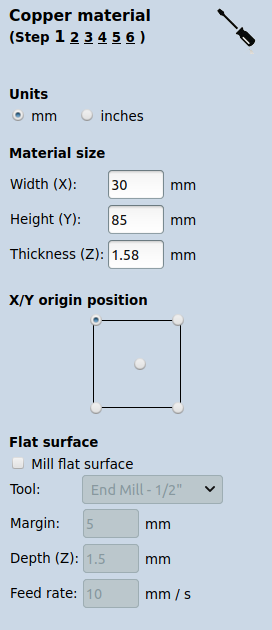 Copper material
(Step 1 2 3 4 5 6 )
Units
mm inches
Material size
Width (X): 30 mm
Height (Y): 85 mm
Thickness (Z): 1.58 mm
X/Y origin position
Flat surface
Mill flat surface
Tool: End Mill - 1/2"
Margin: 5 mm
Depth (Z): 1.5 mm
Feed rate: 10 mm / s